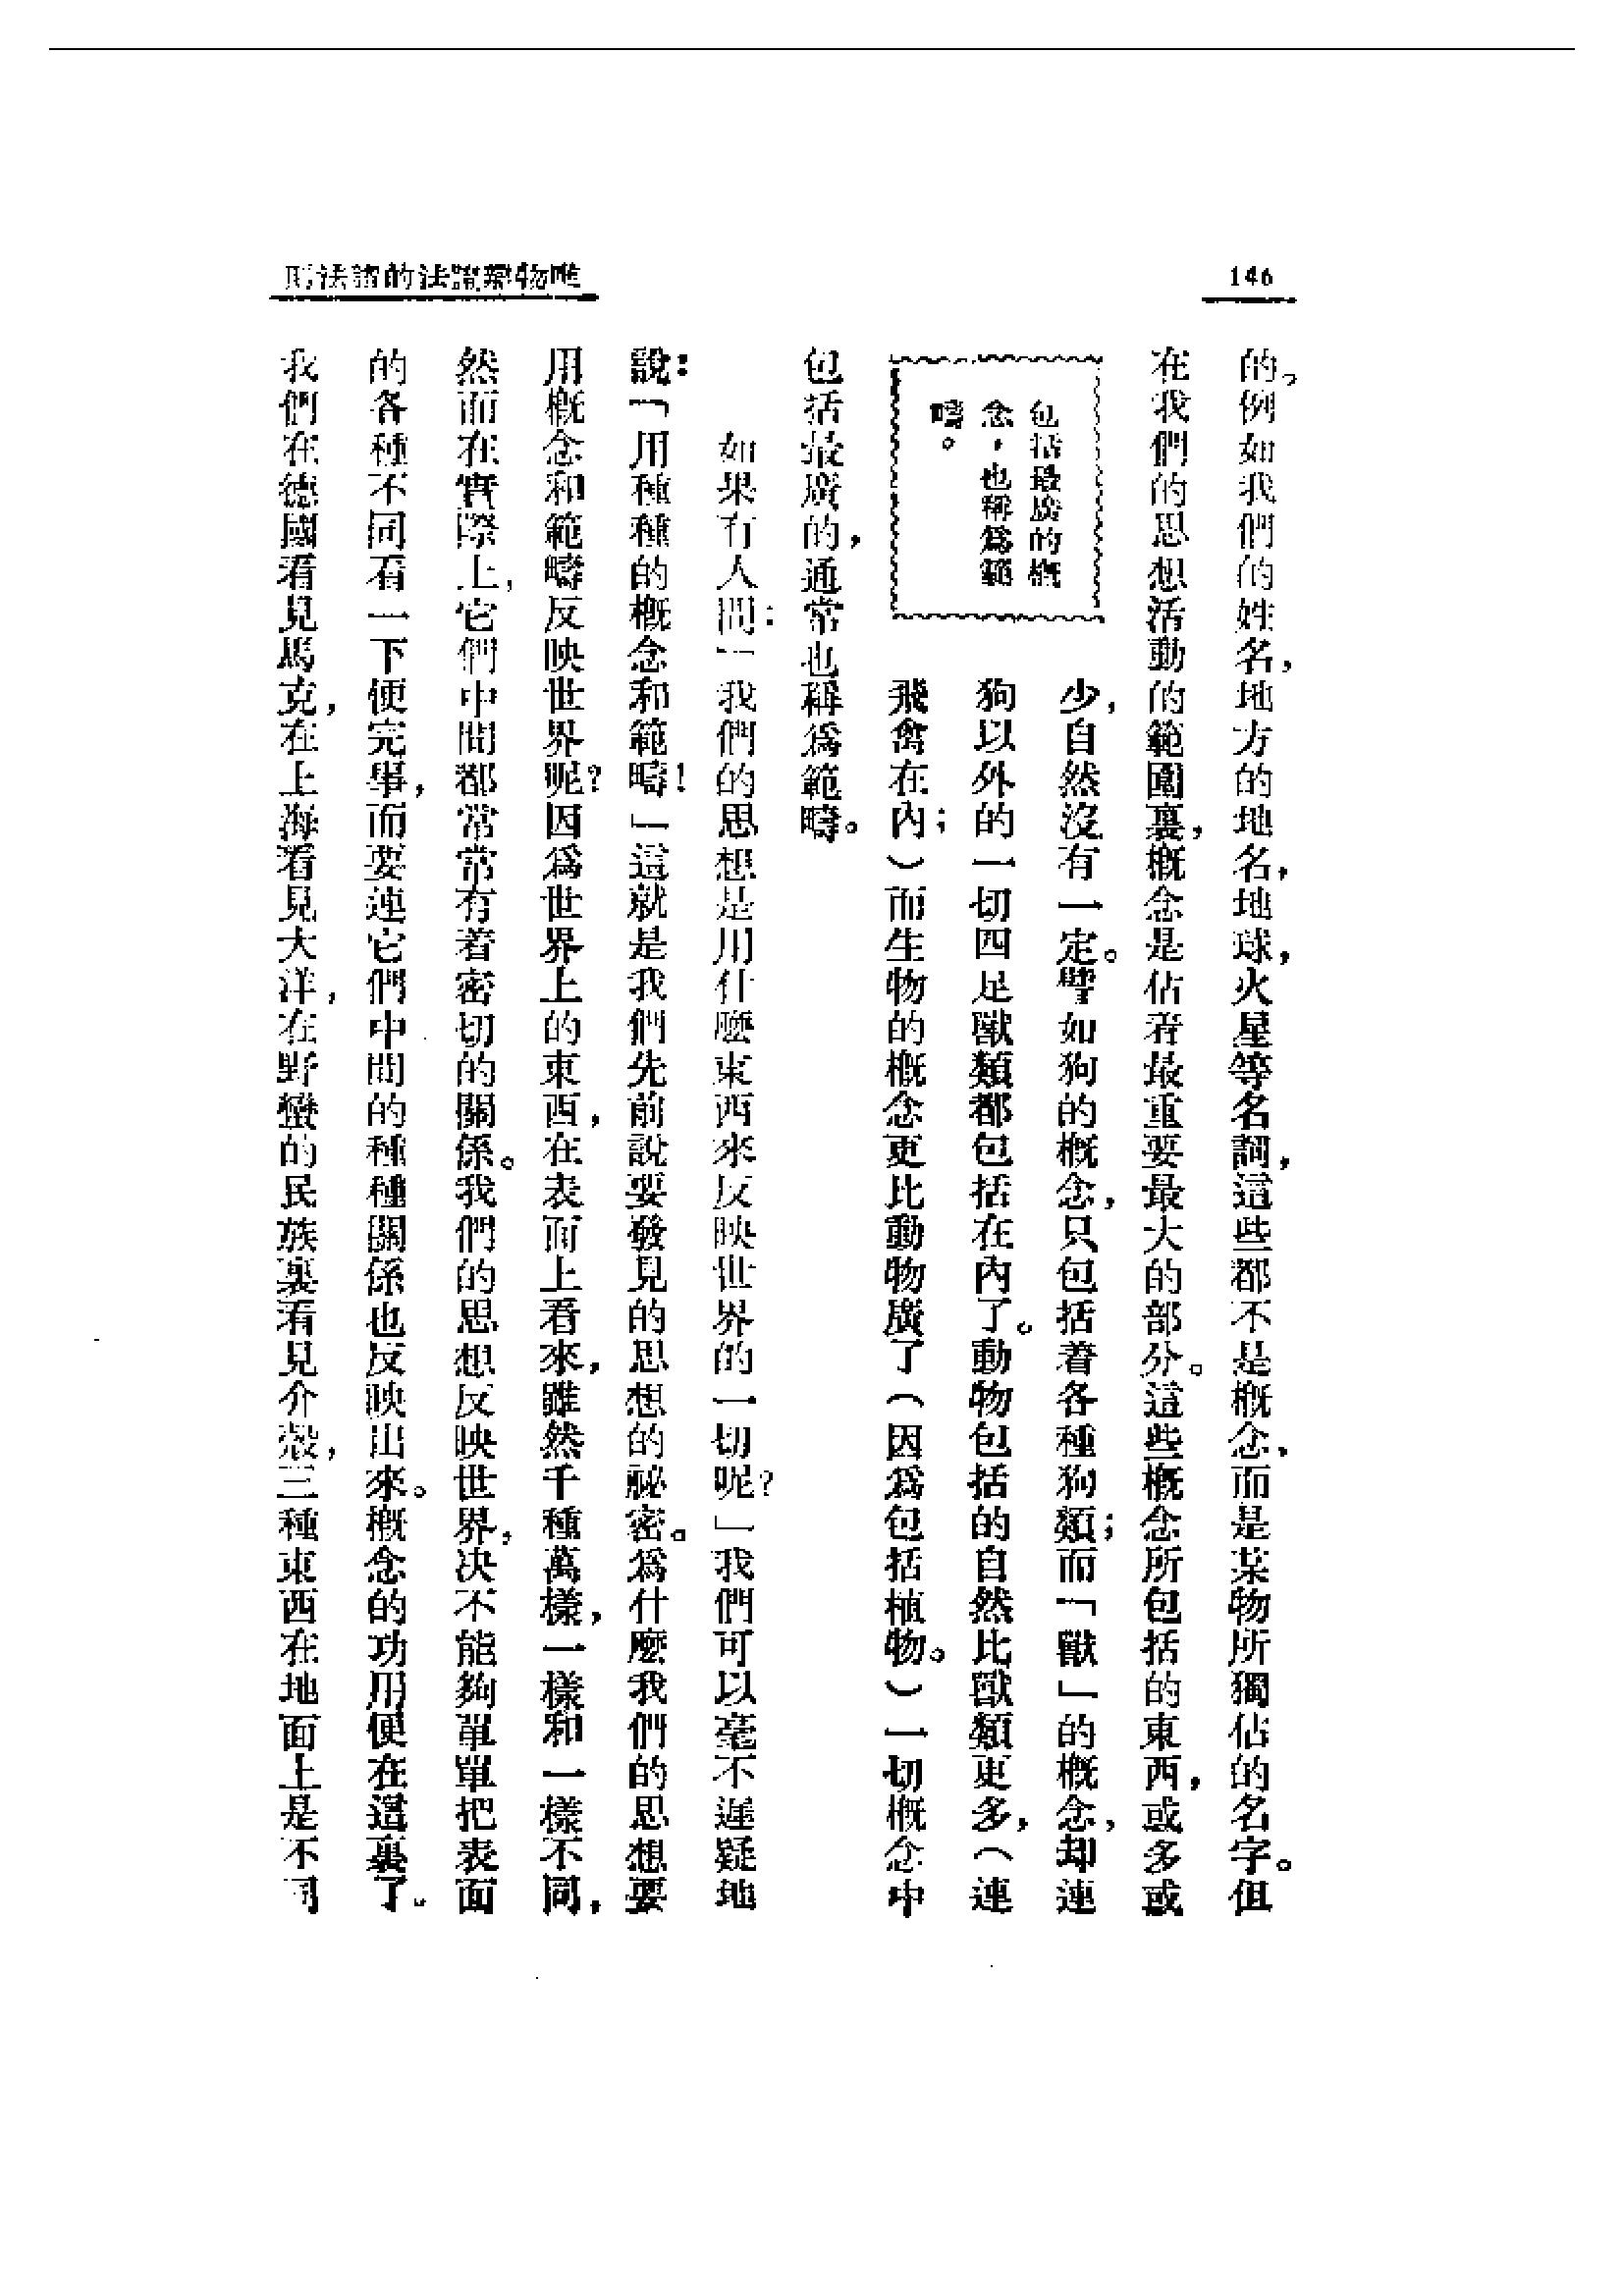 146
唯物辯證法的諸法則
的。例如我們的姓名,地方的地名,地球,火星等名詞,這些都不是概念,而是某物所獨佔的名字。但
在我們的思想活動的範圍裏,概念是佔着最重要最大的部分。這些概念所包括的東西,或多或
少,自然沒有一定。譬如狗的概念,只包括着各種狗類;而「獸」的概念,却連
狗以外的一切四足獸類都包括在內了。動物包括的自然比獸類更多,(連
飛禽在內;)而生物的概念更比動物廣了(因爲包括植物。)一切概念中
包括最廣的概
念,也稱爲範
疇。
包括最廣的,通常也稱爲範疇。
如果有人問:「我們的思想是用什麼東西來反映世界的一切呢?」我們可以毫不遲疑地
說:「用種種的概念和範疇!」這就是我們先前說要發見的思想的祕密。爲什麼我們的思想要
用概念和範疇反映世界呢?因爲世界上的東西,在表面上看來,雖然千種萬樣,一樣和一樣不同,
然而在實際上,它們中間都常常有着密切的關係。我們的思想反映世界,决不能夠單單把表面
的各種不同看一下便完事,而要連它們中間的種種關係也反映出來。概念的功用便在這裏了。
我們在德國看見馬克,在上海看見大洋,在野蠻的民族裏看見介殼,三種東西在地面上是不同